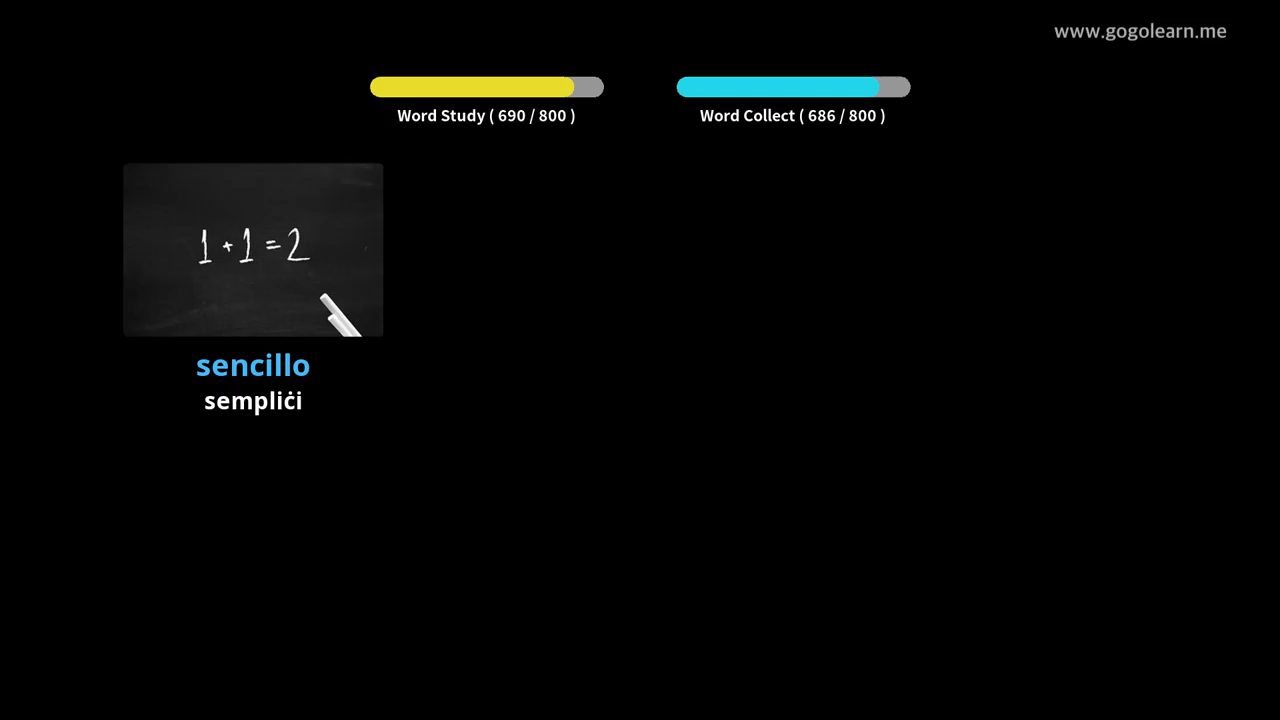 www.gogolearn.me
Word Study ( 690 / 800 )
Word Collect ( 686 / 800 )
1 + 1 = 2
sencillo
sempliċi